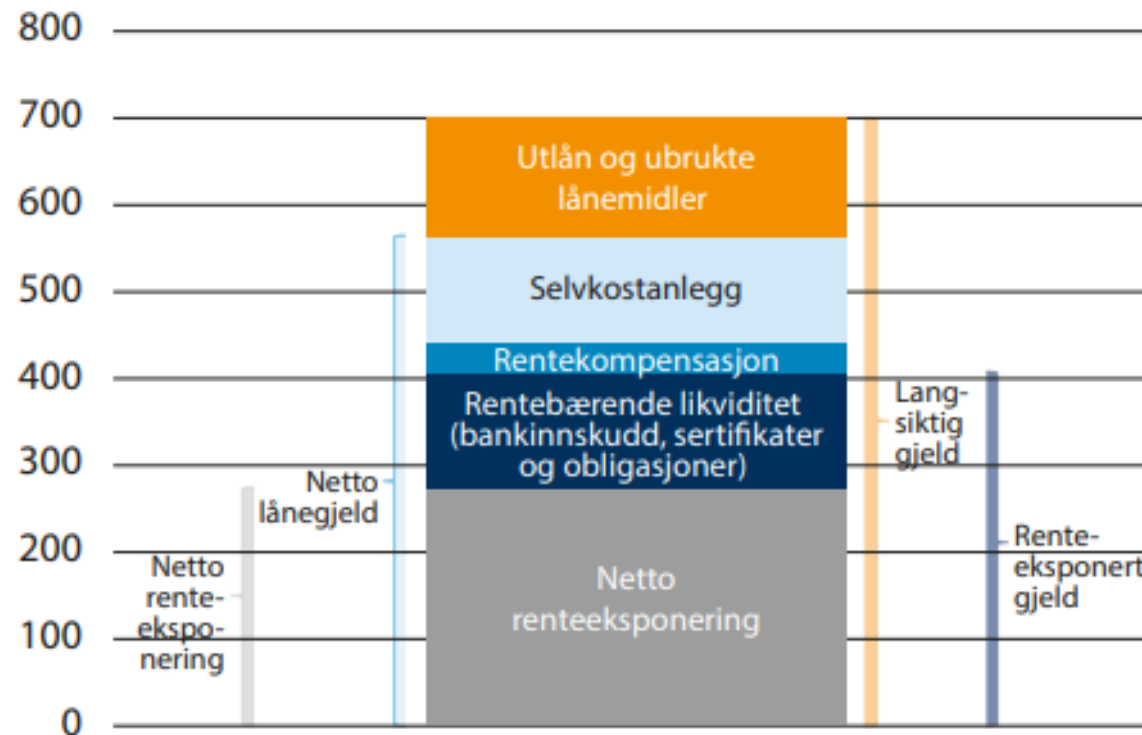 800
700
600
500
400
300
200
100
0
Utlån og ubrukte
lånemidler
Selvkostanlegg
Rentekompensasjon
Rentebærende likviditet
(bankinnskudd, sertifikater
og obligasjoner)
Netto
renteeksponering
Netto
rente-
ekspo-
nering
Netto
lånegjeld
Lang-
siktig
gjeld
Rente-
eksponert
gjeld